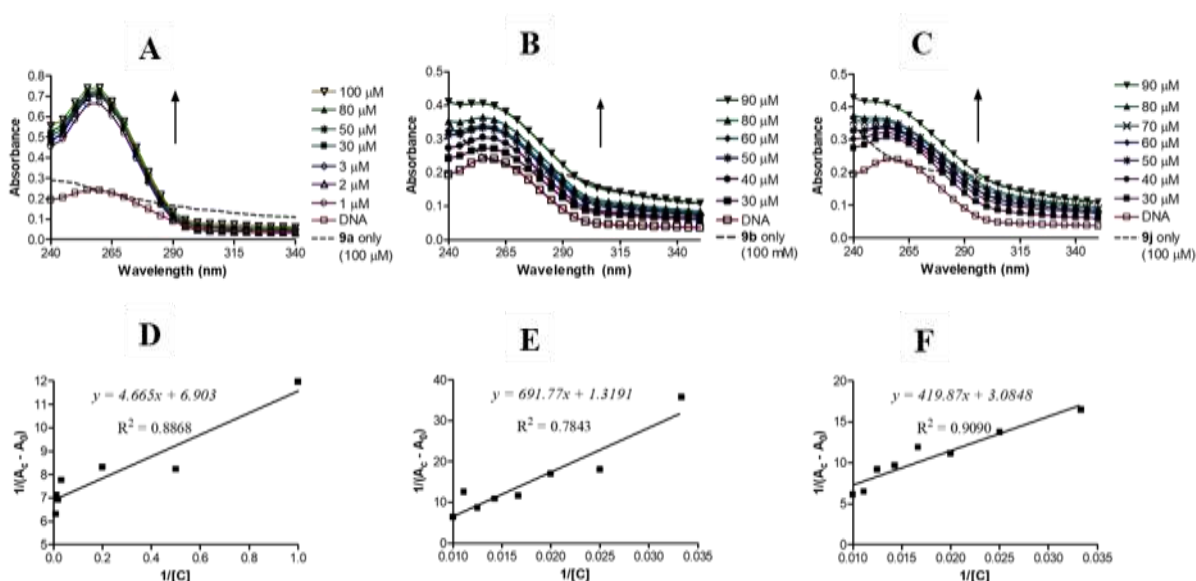 A
B
C
0.8
0.7
0.6
0.5
0.4
0.3
0.2
0.1
0.0
Absorbance
240
265
290
315
340
Wavelength (nm)
100 µM
80 µM
50 µM
30 µM
3 µM
2 µM
1 µM
DNA
9a only
(100 µM)
0.5
0.4
0.3
0.2
0.1
0.0
Absorbance
240
265
290
315
340
Wavelength (nm)
90 µM
80 µM
60 µM
50 µM
40 µM
30 µM
DNA
9b only
(100 mM)
0.5
0.4
0.3
0.2
0.1
0.0
Absorbance
240
265
290
315
340
Wavelength (nm)
90 µM
80 µM
70 µM
60 µM
50 µM
40 µM
30 µM
DNA
9j only
(100 µM)
D
E
F
12
11
10
9
8
7
6
5
1/(Ac - A0)
y = 4.665x + 6.903
R² = 0.8868
0.0
0.2
0.4
0.6
0.8
1.0
1/[C]
40
30
20
10
0
1/(Ac - A0)
y = 691.77x + 1.3191
R² = 0.7843
0.010
0.015
0.020
0.025
0.030
0.035
1/[C]
20
15
10
5
0
1/(Ac - A0)
y = 419.87x + 3.0848
R² = 0.9090
0.010
0.015
0.020
0.025
0.030
0.035
1/[C]